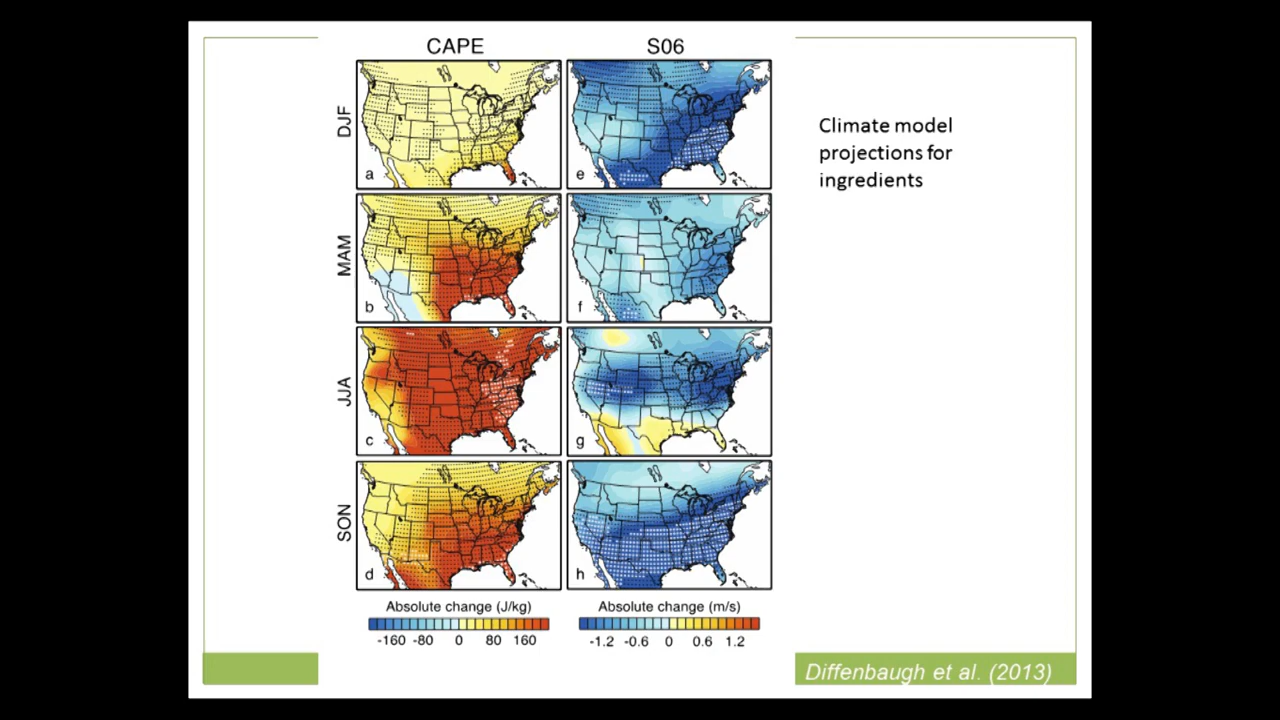 CAPE
S06
DJF
a
e
Climate model
projections for
ingredients
MAM
b
f
JJA
c
g
SON
d
h
Absolute change (J/kg)
Absolute change (m/s)
-160 -80 0 80 160
-1.2 -0.6 0 0.6 1.2
Diffenbaugh et al. (2013)